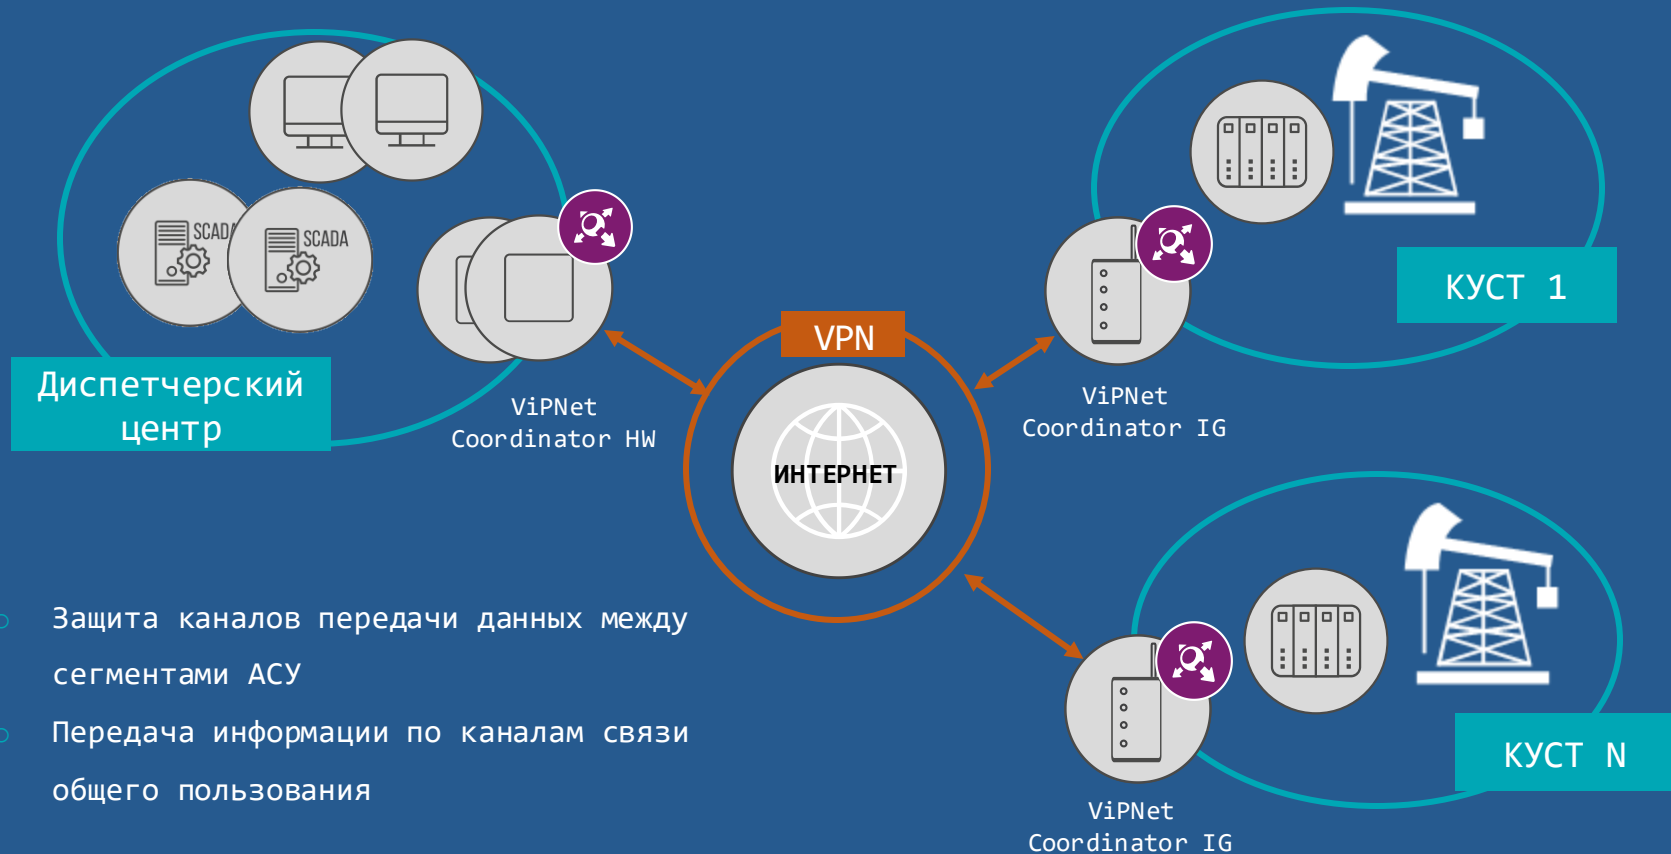 SCADA
SCADA
Диспетчерский
центр
ViPNet
Coordinator HW
VPN
ИНТЕРНЕТ
КУСТ 1
ViPNet
Coordinator IG
КУСТ N
ViPNet
Coordinator IG
Защита каналов передачи данных между
сегментами АСУ
Передача информации по каналам связи
общего пользования